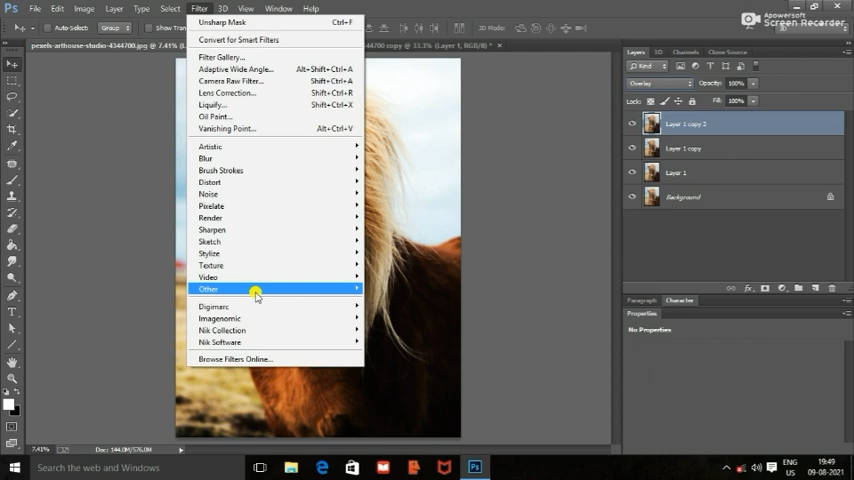 Ps File Edit Image Layer Type Select Filter 3D View Window Help
Apowersoft
Screen Recorder
Auto-Select: Group Show Tran 3D Mode:
pexels-arthouse-studio-4344700.jpg @ 7.41% (Layer 1 44700 copy @ 33.3% (Layer 1, RGB/8) * ×
Unsharp Mask Ctrl+F
Convert for Smart Filters
Filter Gallery...
Adaptive Wide Angle... Alt+Shift+Ctrl+A
Camera Raw Filter... Shift+Ctrl+A
Lens Correction... Shift+Ctrl+R
Liquify... Shift+Ctrl+X
Oil Paint...
Vanishing Point... Alt+Ctrl+V
Artistic
Blur
Brush Strokes
Distort
Noise
Pixelate
Render
Sharpen
Sketch
Stylize
Texture
Video
Other
Digimarc
Imagenomic
Nik Collection
Nik Software
Browse Filters Online...
Layers 3D Channels Clone Source
Kind
Overlay Opacity: 100%
Lock: Fill: 100%
Layer 1 copy 2
Layer 1 copy
Layer 1
Background
Paragraph Character
Properties
No Properties
7.41% Doc: 144.0M/576.0M
Search the web and Windows
Ps
ENG
IN
19:49
09-08-2021